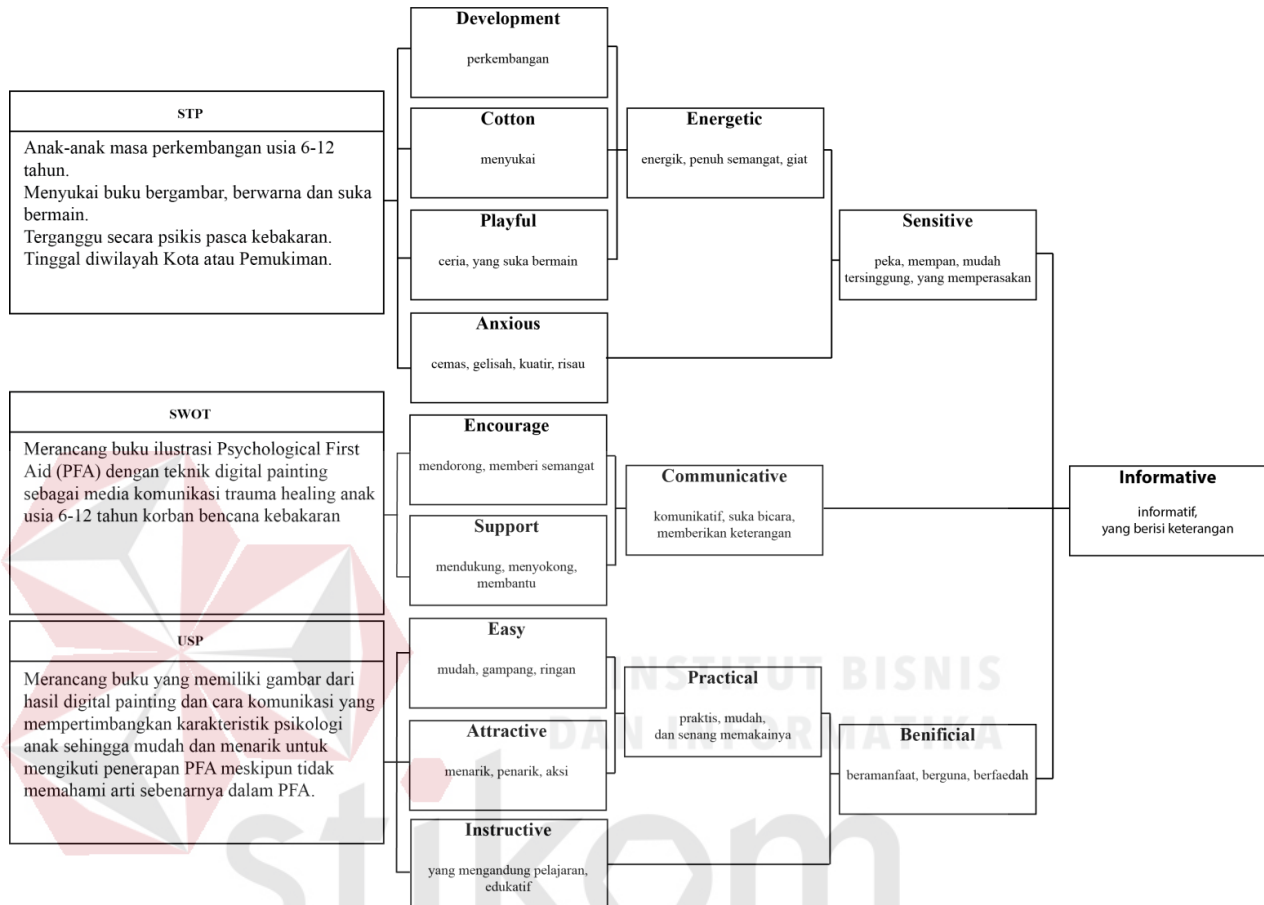 STP
Anak-anak masa perkembangan usia 6-12
tahun.
Menyukai buku bergambar, berwarna dan suka
bermain.
Terganggu secara psikis pasca kebakaran.
Tinggal diwilayah Kota atau Pemukiman.
SWOT
Merancang buku ilustrasi Psychological First
Aid (PFA) dengan teknik digital painting
sebagai media komunikasi trauma healing anak
usia 6-12 tahun korban bencana kebakaran
USP
Merancang buku yang memiliki gambar dari
hasil digital painting dan cara komunikasi yang
mempertimbangkan karakteristik psikologi
anak sehingga mudah dan menarik untuk
mengikuti penerapan PFA meskipun tidak
memahami arti sebenarnya dalam PFA.
Development
perkembangan
Cotton
menyukai
Playful
ceria, yang suka bermain
Anxious
cemas, gelisah, kuatir, risau
Encourage
mendorong, memberi semangat
Support
mendukung, menyokong,
membantu
Easy
mudah, gampang, ringan
Attractive
menarik, penarik, aksi
Instructive
yang mengandung pelajaran,
edukatif
Energetic
energik, penuh semangat, giat
Communicative
komunikatif, suka bicara,
memberikan keterangan
Practical
praktis, mudah,
dan senang memakainya
Sensitive
peka, mempan, mudah
tersinggung, yang memperasakan
Benificial
beramanfaat, berguna, berfaedah
Informative
informatif,
yang berisi keterangan
INSTITUT BISNIS
DAN INFORMATIKA
stikom